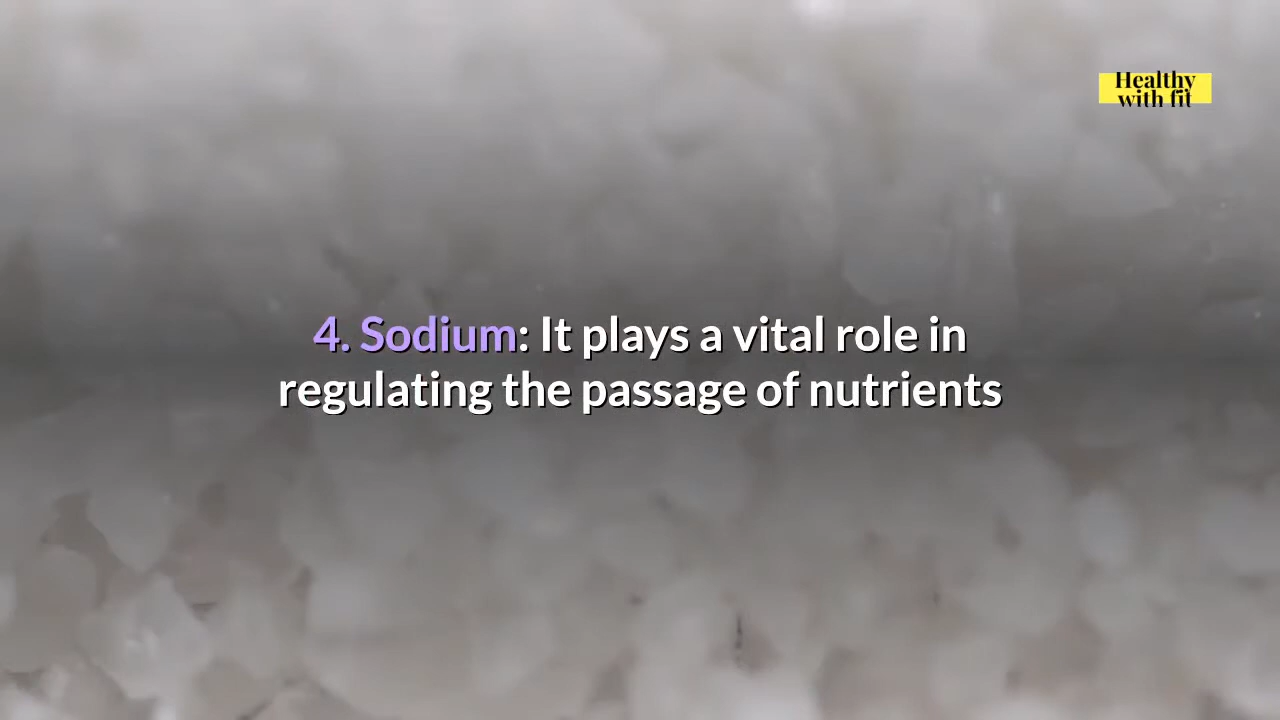 Healthy
with fit
4. Sodium: It plays a vital role in
regulating the passage of nutrients